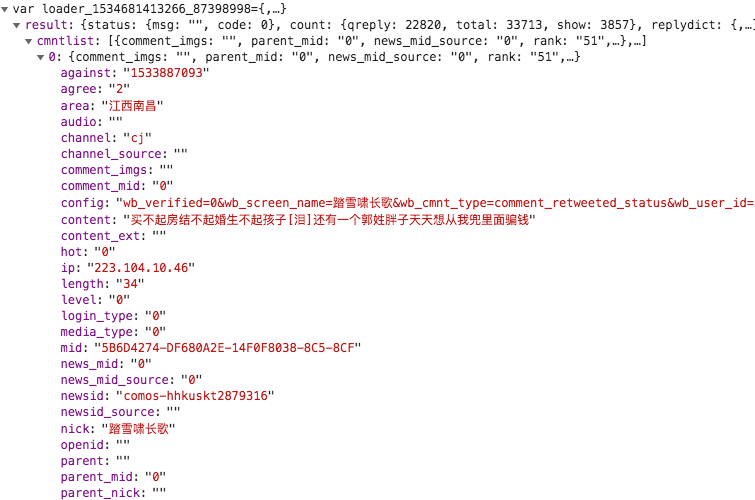 var loader_1534681413266_87398998={,…}
result: {status: {msg: "", code: 0}, count: {qreply: 22820, total: 33713, show: 3857}, replydict: {,…}
cmntlist: [{comment_imgs: "", parent_mid: "0", news_mid_source: "0", rank: "51",…},…]
0: {comment_imgs: "", parent_mid: "0", news_mid_source: "0", rank: "51",…}
against: "1533887093"
agree: "2"
area: "江西南昌"
audio: ""
channel: "cj"
channel_source: ""
comment_imgs: ""
comment_mid: "0"
config: "wb_verified=0&wb_screen_name=踏雪啸长歌&wb_cmnt_type=comment_retweeted_status&wb_user_id=
content: "买不起房结不起婚生不起孩子[泪]还有一个郭姓胖子天天想从我兜里面骗钱"
content_ext: ""
hot: "0"
ip: "223.104.10.46"
length: "34"
level: "0"
login_type: "0"
media_type: "0"
mid: "5B6D4274-DF680A2E-14F0F8038-8C5-8CF"
news_mid: "0"
news_mid_source: "0"
newsid: "comos-hhkuskt2879316"
newsid_source: ""
nick: "踏雪啸长歌"
openid: ""
parent: ""
parent_mid: "0"
parent_nick: ""